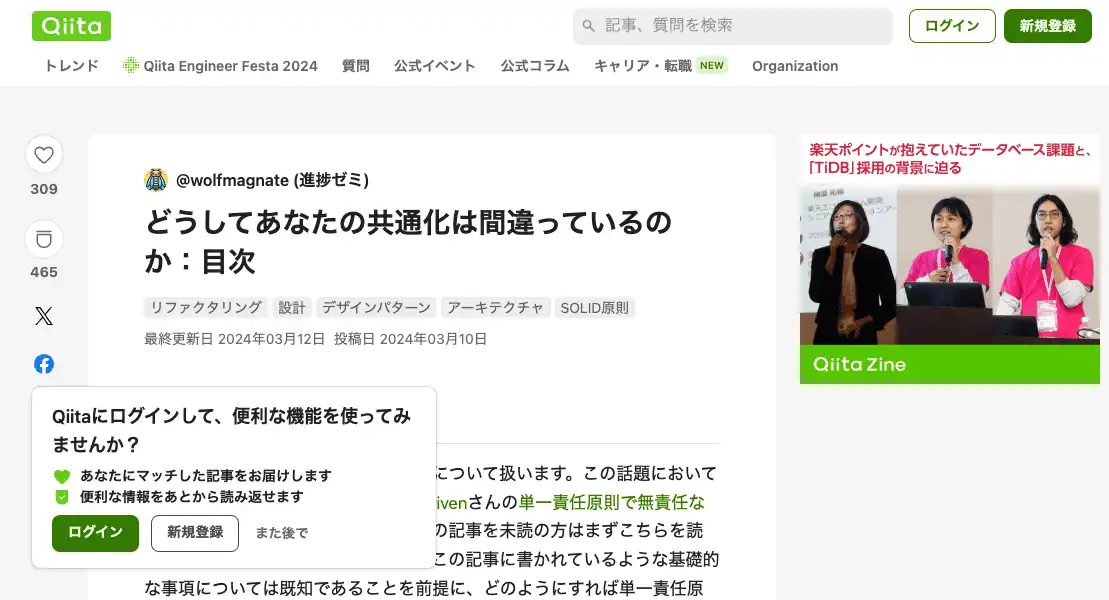 Qiita
記事、質問を検索
ログイン
新規登録
トレンド
Qiita Engineer Festa 2024
質問
公式イベント
公式コラム
キャリア・転職 NEW
Organization
309
465
@wolfmagnate (進捗ゼミ)
どうしてあなたの共通化は間違っているの
か：目次
リファクタリング 設計 デザインパターン アーキテクチャ SOLID原則
最終更新日 2024年03月12日 投稿日 2024年03月10日
について扱います。この話題において
ivenさんの単一責任原則で無責任な
の記事を未読の方はまずこちらを読
この記事に書かれているような基礎的
な事項については既知であることを前提に、どのようにすれば単一責任原
Qiitaにログインして、便利な機能を使ってみ
ませんか？
あなたにマッチした記事をお届けします
便利な情報をあとから読み返せます
ログイン
新規登録
また後で
楽天ポイントが抱えていたデータベース課題と、
「TiDB」採用の背景に迫る
Qiita Zine